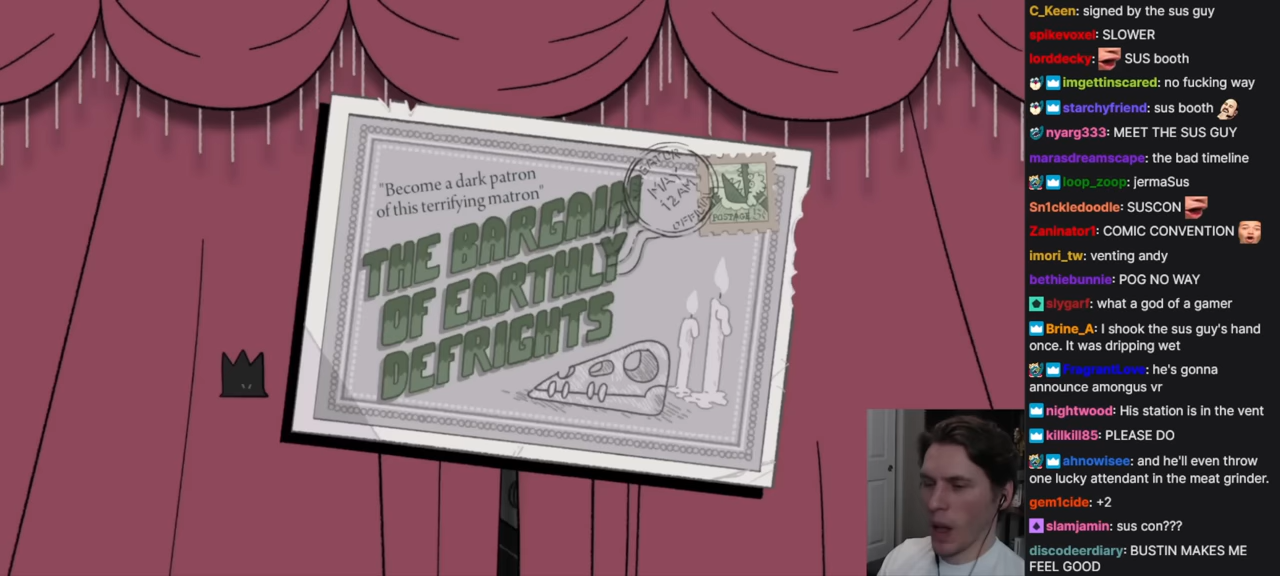 "Become a dark patron
of this terrifying matron"
THE BARGAIN
OF EARTHLY
DEFRIGHTS
MAY
12AM
OFFI
POSTAGE
C_Keen: signed by the sus guy
spikevoxel: SLOWER
lorddecky: SUS booth
imgettinscared: no fucking way
starchyfriend: sus booth
nyarg333: MEET THE SUS GUY
marasdreamscape: the bad timeline
loop_zoop: jermaSus
Sn1ckledoodle: SUSCON
Zaninator1: COMIC CONVENTION
imori_tw: venting andy
bethiebunnie: POG NO WAY
slygarf: what a god of a gamer
Brine_A: I shook the sus guy's hand
once. It was dripping wet
FragrantLove: he's gonna
announce amongus vr
nightwood: His station is in the vent
killkill85: PLEASE DO
ahnowisee: and he'll even throw
one lucky attendant in the meat grinder.
gem1cide: +2
slamjamin: sus con???
discodeerdiary: BUSTIN MAKES ME
FEEL GOOD